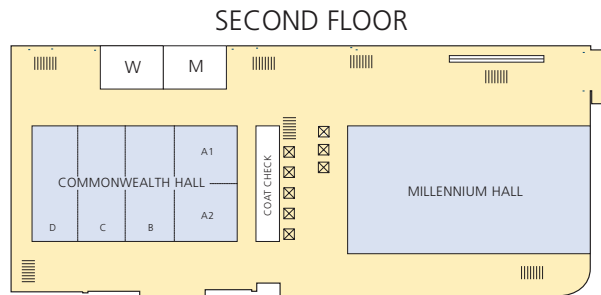 SECOND FLOOR
W
M
A1
COMMONWEALTH HALL
COAT CHECK
MILLENNIUM HALL
D
C
B
A2